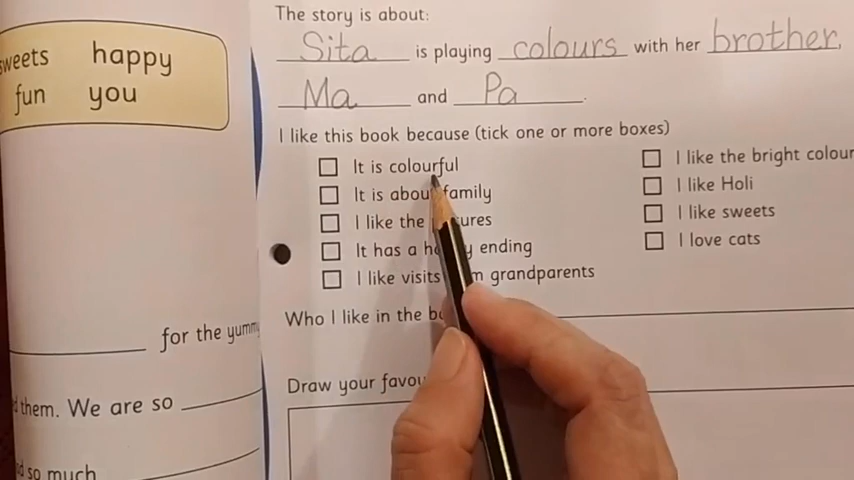 sweets happy
fun you
for the yummy
them. We are so
so much
The story is about:
Sita is playing colours with her brother,
Ma and Pa.
I like this book because (tick one or more boxes)
It is colourful
It is about family
I like the
It has a ending
I like visits grandparents
I like the bright colour
I like Holi
I like sweets
I love cats
Who I like in the
Draw your